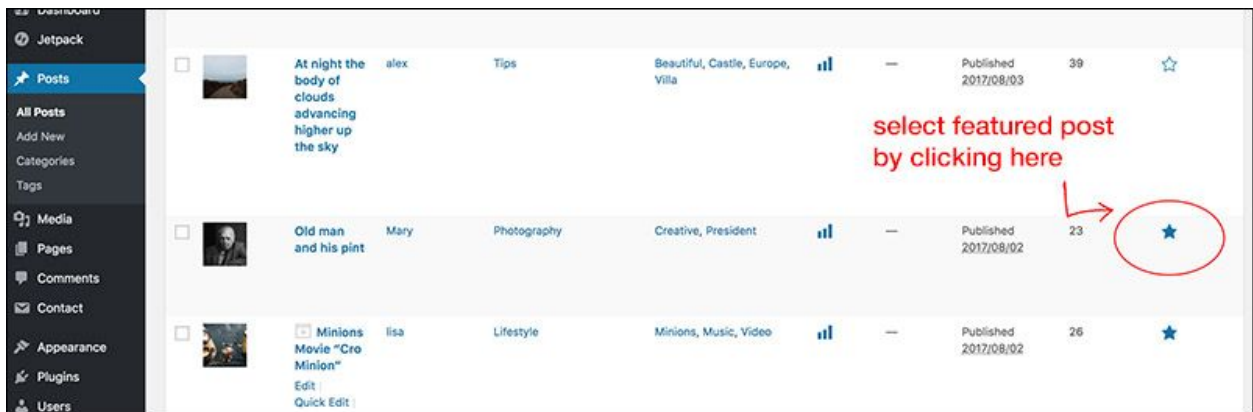 Dashboard
Jetpack
Posts
All Posts
Add New
Categories
Tags
Media
Pages
Comments
Contact
Appearance
Plugins
Users
At night the
body of
clouds
advancing
higher up
the sky
alex
Tips
Beautiful, Castle, Europe,
Villa
—
Published
2017/08/03
39
select featured post
by clicking here
Old man
and his pint
Mary
Photography
Creative, President
—
Published
2017/08/02
23
Minions
Movie “Cro
Minion”
Edit |
Quick Edit |
lisa
Lifestyle
Minions, Music, Video
—
Published
2017/08/02
26